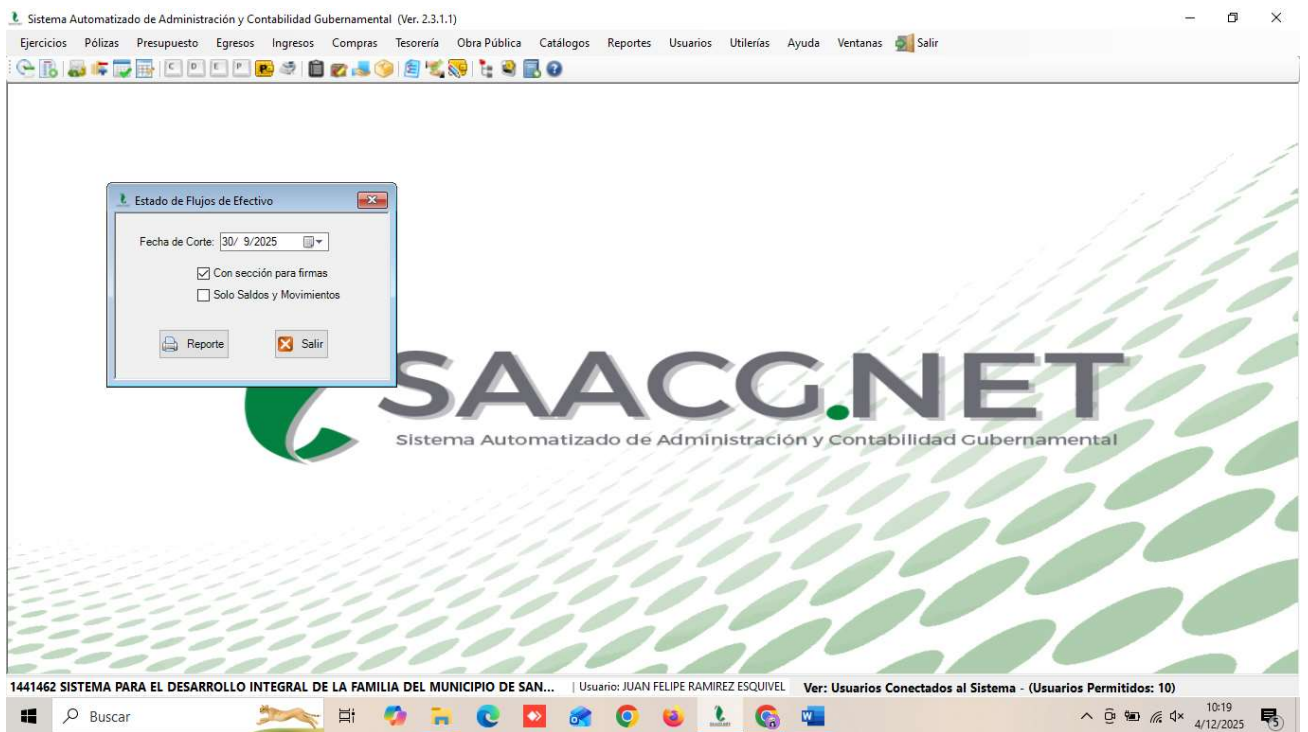 Sistema Automatizado de Administración y Contabilidad Gubernamental (Ver. 2.3.1.1)
Ejercicios Pólizas Presupuesto Egresos Ingresos Compras Tesorería Obra Pública Catálogos Reportes Usuarios Utilerías Ayuda Ventanas Salir
C D E P P
Estado de Flujos de Efectivo
Fecha de Corte: 30/ 9/2025
Con sección para firmas
Solo Saldos y Movimientos
Reporte Salir
SAACG.NET
Sistema Automatizado de Administración y Contabilidad Gubernamental
1441462 SISTEMA PARA EL DESARROLLO INTEGRAL DE LA FAMILIA DEL MUNICIPIO DE SAN... | Usuario: JUAN FELIPE RAMIREZ ESQUIVEL Ver: Usuarios Conectados al Sistema - (Usuarios Permitidos: 10)
Buscar
10:19
4/12/2025
5